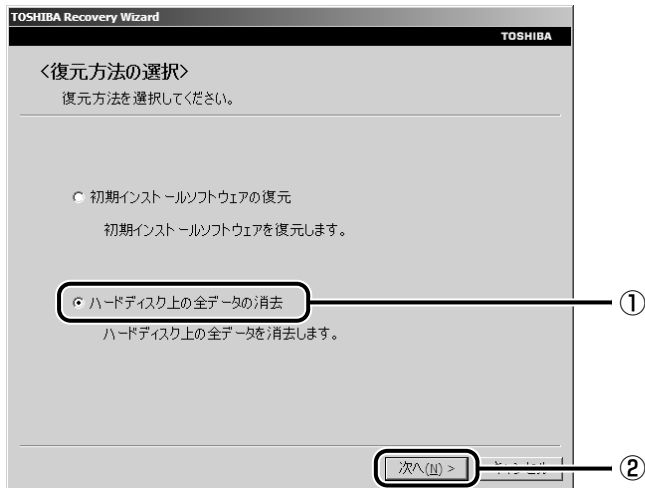 TOSHIBA Recovery Wizard
TOSHIBA
<復元方法の選択>
復元方法を選択してください。
初期インストールソフトウェアの復元
初期インストールソフトウェアを復元します。
ハードディスク上の全データの消去
①
ハードディスク上の全データを消去します。
次へ(N) >
②